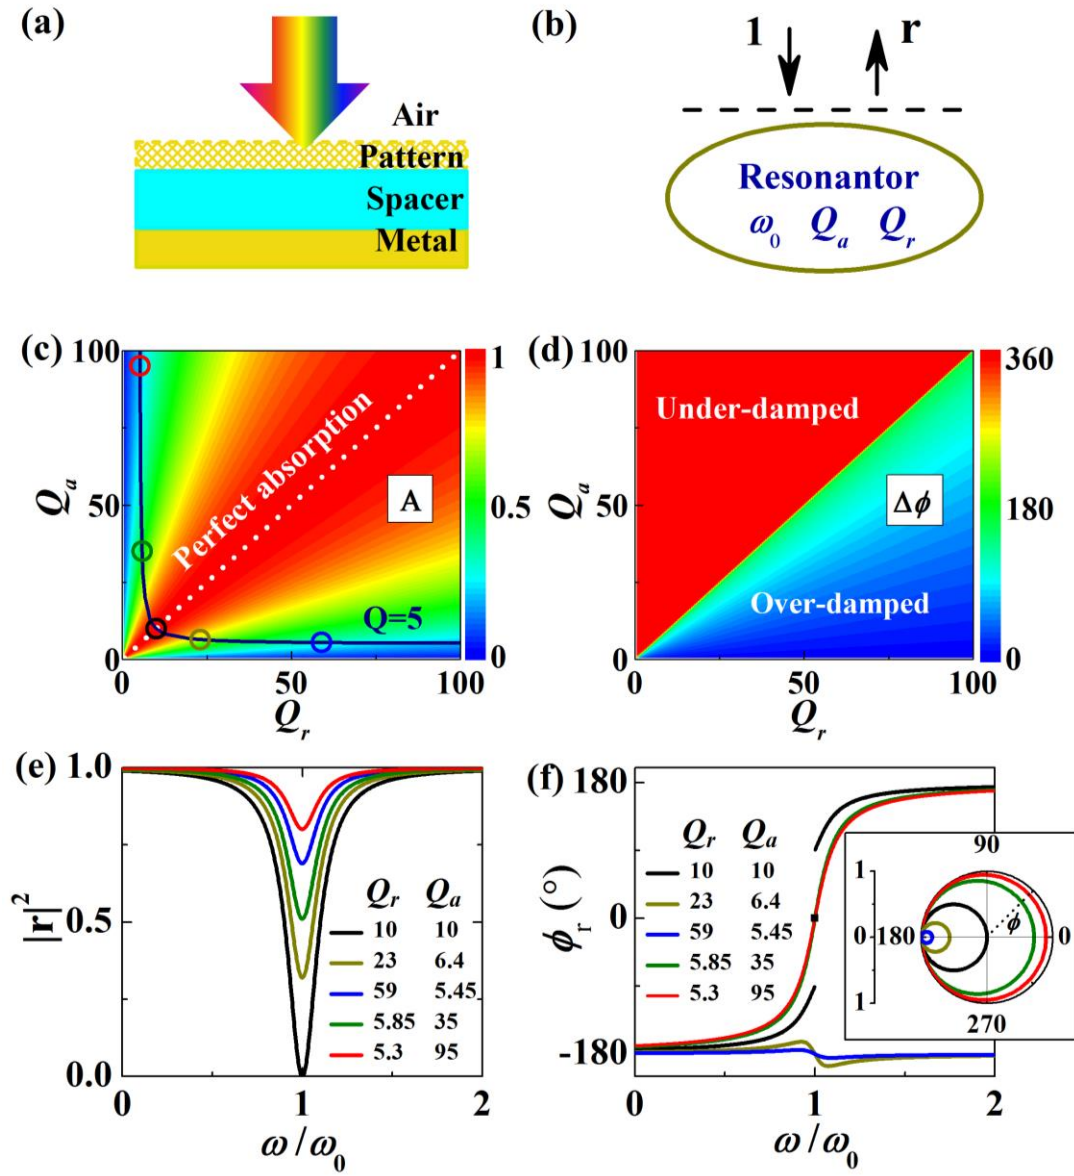 (a)
Air
Pattern
Spacer
Metal
(b)
1 r
Resonantor
ω₀ Qₐ Qᵣ
(c)
100
50
0
Qₐ
Perfect absorption
A
Q=5
0 50 100
Qᵣ
1
0.5
0
(d)
100
50
0
Qₐ
Under-damped
Δϕ
Over-damped
0 50 100
Qᵣ
360
180
0
(e)
1.0
0.5
0.0
|r|²
Qᵣ Qₐ
10 10
23 6.4
59 5.45
5.85 35
5.3 95
0 1 2
ω/ω₀
(f)
180
0
-180
ϕᵣ (°)
Qᵣ Qₐ
10 10
23 6.4
59 5.45
5.85 35
5.3 95
90
1
0 180 ϕ 0
1
270
0 1 2
ω/ω₀